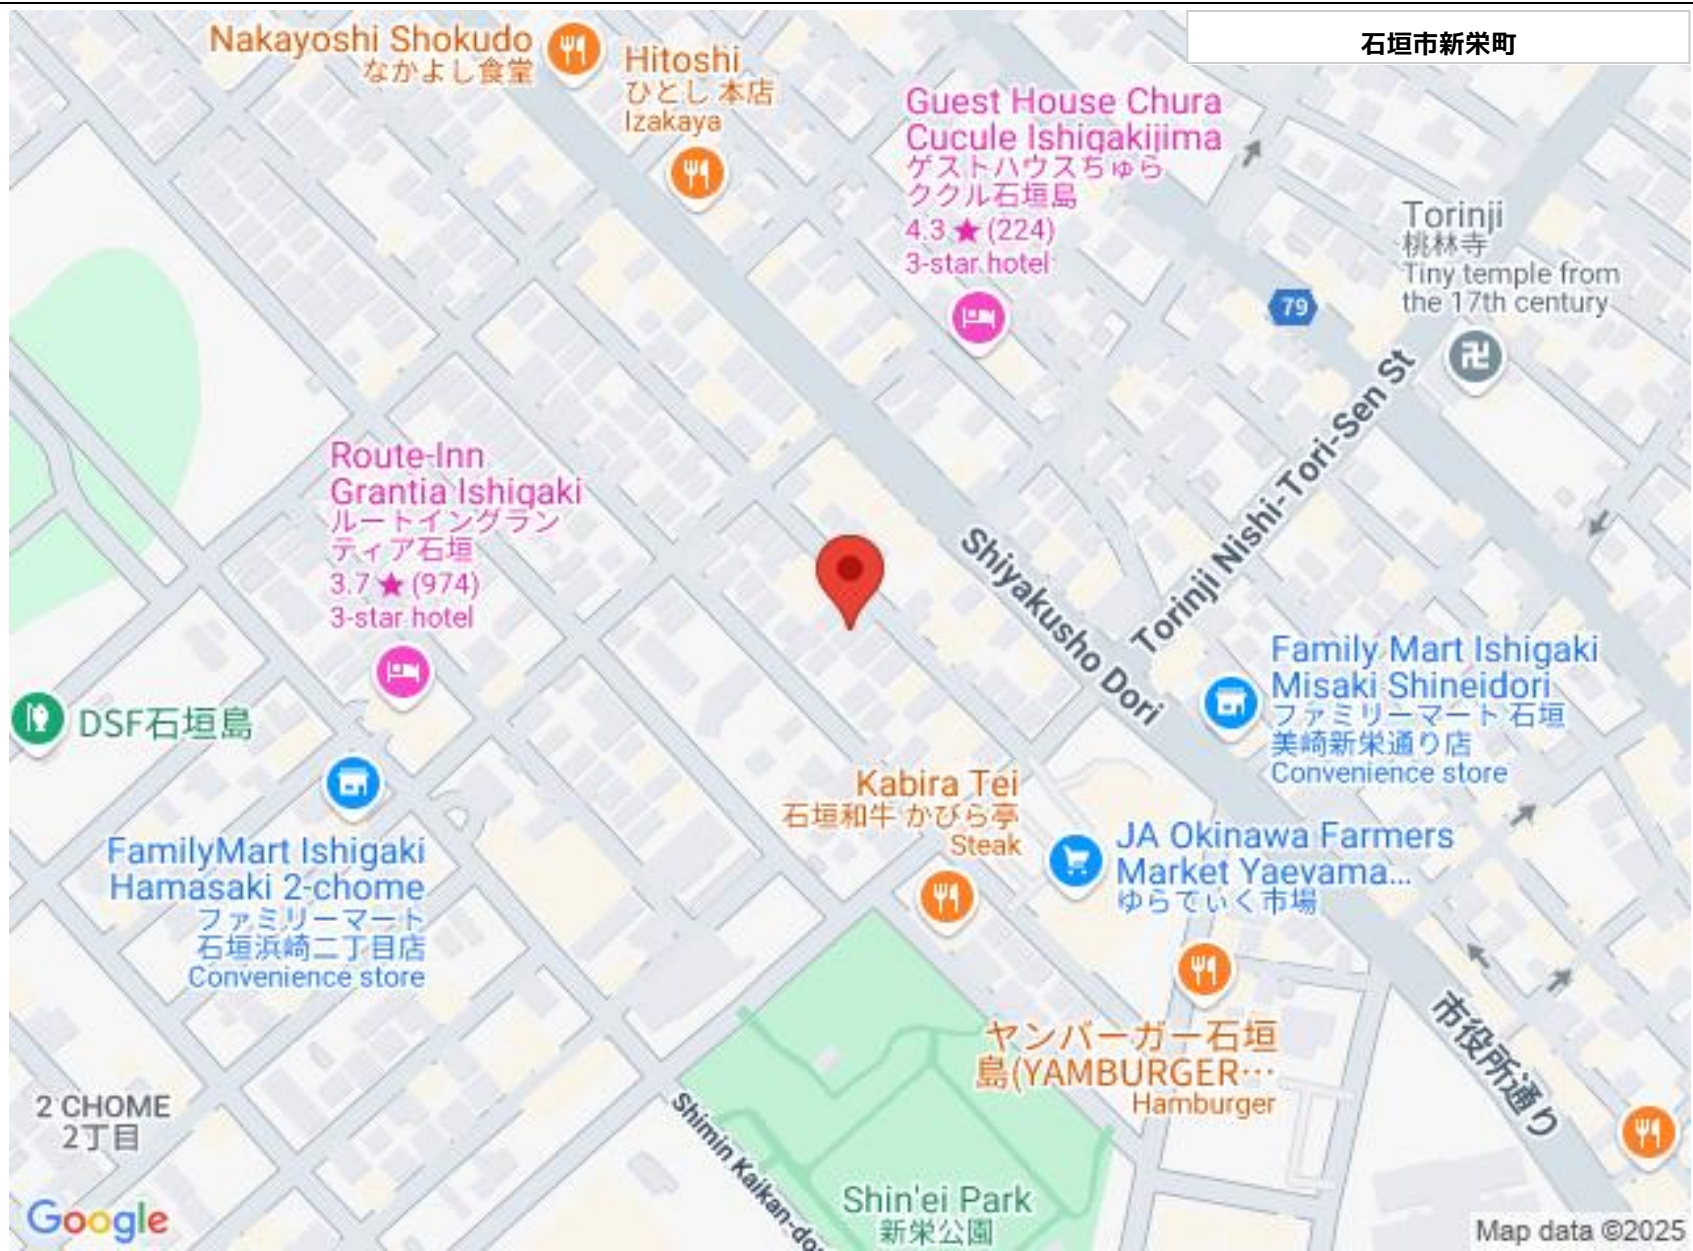 石垣市新栄町
Nakayoshi Shokudo
なかよし食堂
Hitoshi
ひとし 本店
Izakaya
Guest House Chura
Cucule Ishigakijima
ゲストハウスちゅら
ククル石垣島
4.3 ★ (224)
3-star hotel
Torinji
桃林寺
Tiny temple from
the 17th century
卍
79
Torinji Nishi-Tori-Sen St
Route-Inn
Grantia Ishigaki
ルートイングラン
ティア石垣
3.7 ★ (974)
3-star hotel
Shiyakusho Dori
Family Mart Ishigaki
Misaki Shineidori
ファミリーマート 石垣
美崎新栄通り店
Convenience store
DSF石垣島
Kabira Tei
石垣和牛 かびら亭
Steak
FamilyMart Ishigaki
Hamasaki 2-chome
ファミリーマート
石垣浜崎二丁目店
Convenience store
JA Okinawa Farmers
Market Yaeyama...
ゆらてぃく市場
ヤンバーガー石垣
島(YAMBURGER…
Hamburger
市役所通り
2 CHOME
2丁目
Shimin Kaikan-do
Shin'ei Park
新栄公園
Google
Map data ©2025